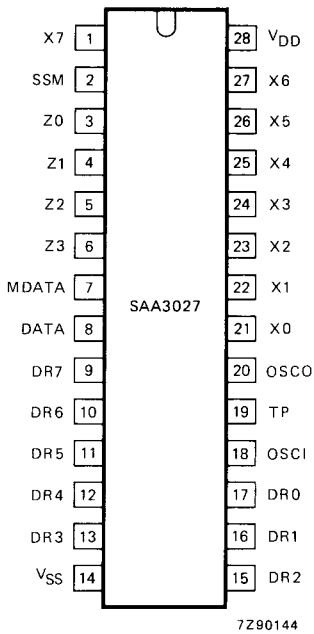 X7 1 28 VDD
SSM 2 27 X6
Z0 3 26 X5
Z1 4 25 X4
Z2 5 24 X3
Z3 6 23 X2
MDATA 7 22 X1
SAA3027
DATA 8 21 X0
DR7 9 20 OSCO
DR6 10 19 TP
DR5 11 18 OSCI
DR4 12 17 DR0
DR3 13 16 DR1
VSS 14 15 DR2
7Z90144